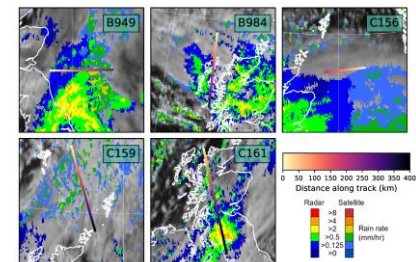 B949
B984
C156
C159
C161
0 50 100 150 200 250 300 350 400
Distance along track (km)
Radar Satellite
>8
>4
>2 Rain rate
>0.5 (mm/hr)
>0.125
>0